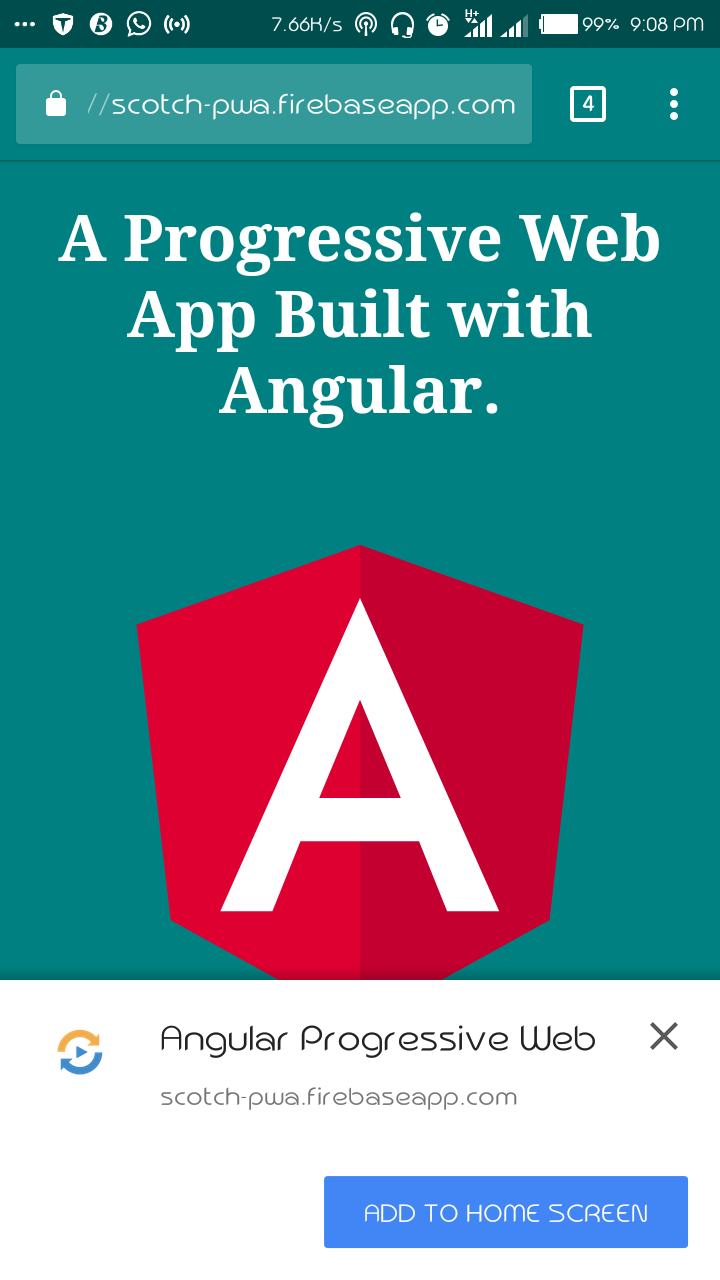 7.66K/s H+ 99% 9:08 PM
//scotch-pwa.firebaseapp.com 4
A Progressive Web
App Built with
Angular.
A
Angular Progressive Web
scotch-pwa.firebaseapp.com
ADD TO HOME SCREEN